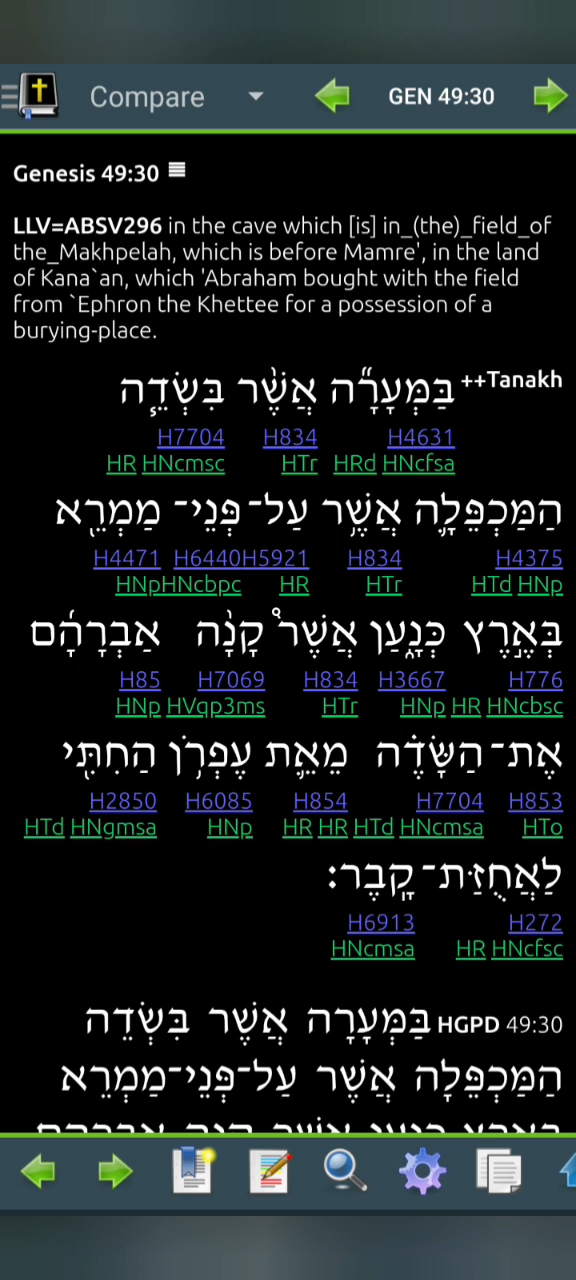 Compare GEN 49:30
Genesis 49:30
LLV=ABSV296 in the cave which [is] in_(the)_field_of
the_Makhpelah, which is before Mamre', in the land
of Kana`an, which 'Abraham bought with the field
from `Ephron the Khettee for a possession of a
burying-place.
++Tanakh בַּמְּעָרָ֞ה אֲשֶׁ֨ר בִּשְׂדֵ֧ה
H7704 H834 H4631
HR HNcmsc HTr HRd HNcfsa
הַמַּכְפֵּלָ֛ה אֲשֶׁ֥ר עַל־פְּנֵי־ מַמְרֵ֖א
H4471 H6440H5921 H834 H4375
HNpHNcbpc HR HTr HTd HNp
בְּאֶ֣רֶץ כְּנָ֑עַן אֲשֶׁר֩ קָנָ֨ה אַבְרָהָ֜ם
H85 H7069 H834 H3667 H776
HNp HVqp3ms HTr HNp HR HNcbsc
אֶת־הַשָּׂדֶ֗ה מֵאֵ֛ת עֶפְרֹ֥ן הַחִתִּ֖י
H2850 H6085 H854 H7704 H853
HTd HNgmsa HNp HR HR HTd HNcmsa HTo
לַאֲחֻזַּת־קָֽבֶר׃
H6913 H272
HNcmsa HR HNcfsc
HGPD 49:30 בַּמְּעָרָה אֲשֶׁר בִּשְׂדֵה
הַמַּכְפֵּלָה אֲשֶׁר עַל־פְּנֵי־מַמְרֵא